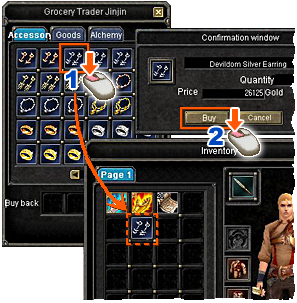 Grocery Trader Jinjin
Accessory
Goods
Alchemy
1
Buy back
Confirmation window
Devildom Silver Earring
Quantity
Price
26125
Gold
Buy
Cancel
2
Inventory
Page 1